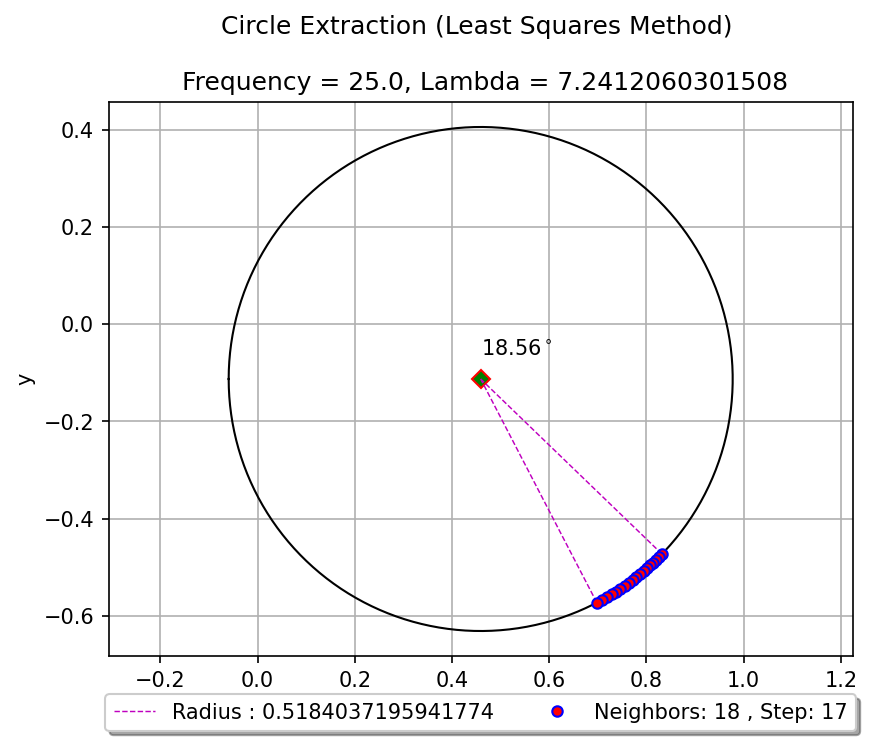 Circle Extraction (Least Squares Method)
Frequency = 25.0, Lambda = 7.2412060301508
0.4
0.2
0.0
−0.2
−0.4
−0.6
y
18.56°
−0.2 0.0 0.2 0.4 0.6 0.8 1.0 1.2
Radius : 0.5184037195941774 Neighbors: 18 , Step: 17